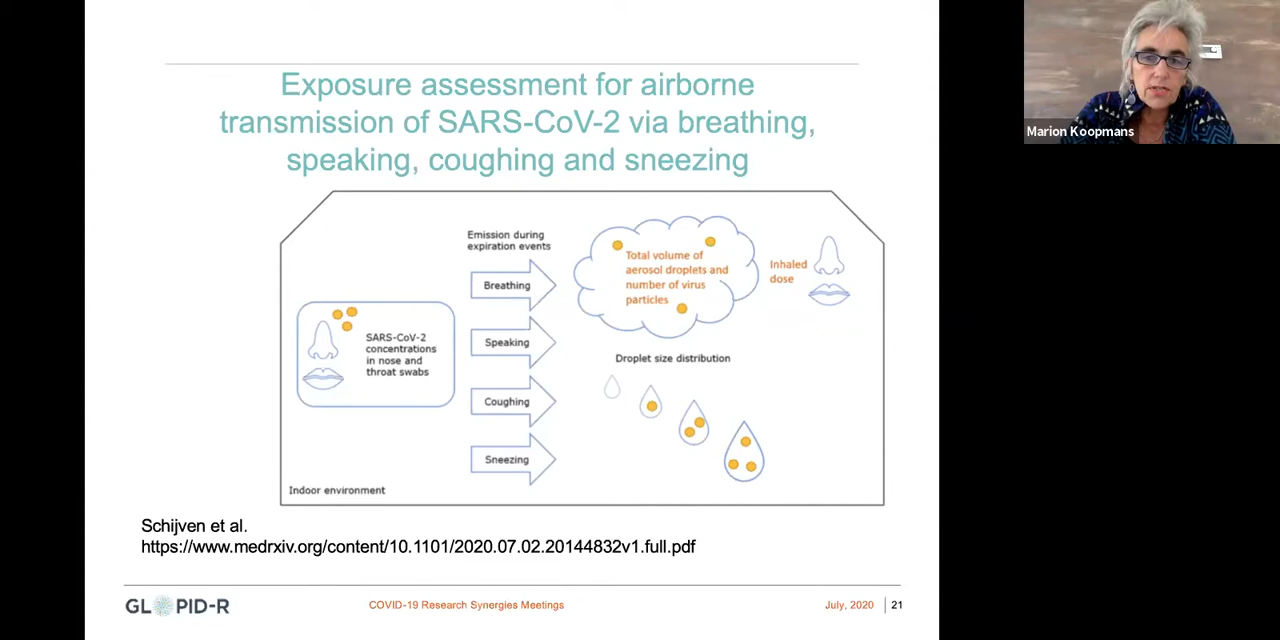 Exposure assessment for airborne
transmission of SARS-CoV-2 via breathing,
speaking, coughing and sneezing
Marion Koopmans
Emission during
expiration events
Breathing
Speaking
Coughing
Sneezing
SARS-CoV-2
concentrations
in nose and
throat swabs
Total volume of
aerosol droplets and
number of virus
particles
Inhaled
dose
Droplet size distribution
Indoor environment
Schijven et al.
https://www.medrxiv.org/content/10.1101/2020.07.02.20144832v1.full.pdf
GLOPID-R
COVID-19 Research Synergies Meetings
July, 2020
21